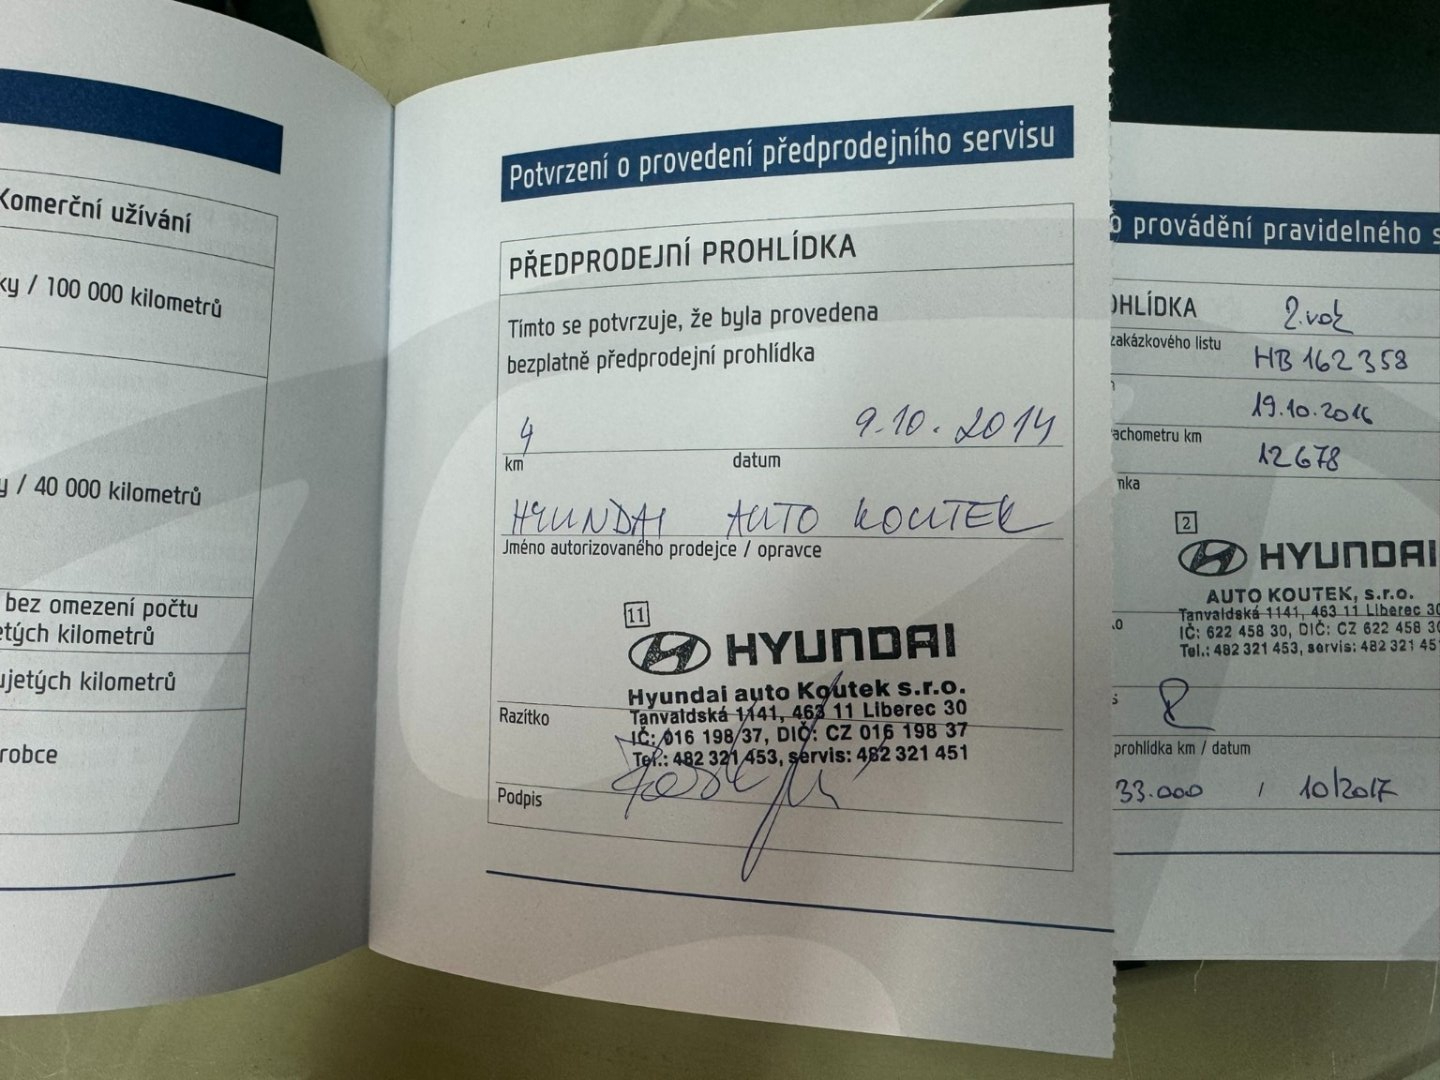 Komerční užívání
/ 100 000 kilometrů
/ 40 000 kilometrů
bez omezení počtu
kilometrů
kilometrů
Potvrzení o provedení předprodejního servisu
PŘEDPRODEJNÍ PROHLÍDKA
Tímto se potvrzuje, že byla provedena
bezplatně předprodejní prohlídka
4 9.10.2014
km datum
HYUNDAI AUTO KOUTEK
Jméno autorizovaného prodejce / opravce
11
HYUNDAI
Hyundai auto Koutek s.r.o.
Tanvaldská 1141, 463 11 Liberec 30
IČ: 016 198 37, DIČ: CZ 016 198 37
Tel.: 482 321 453, servis: 482 321 451
Razítko
Podpis
o provádění pravidelného s
OHLÍDKA 2.rok
zakázkového listu HB 162358
19.10.2016
achometru km 12678
2
HYUNDAI
AUTO KOUTEK, s.r.o.
Tanvaldská 1141, 463 11 Liberec 30
IČ: 622 458 30, DIČ: CZ 622 458 30
Tel.: 482 321 453, servis: 482 321 45
prohlídka km / datum
33.000 / 10/2017